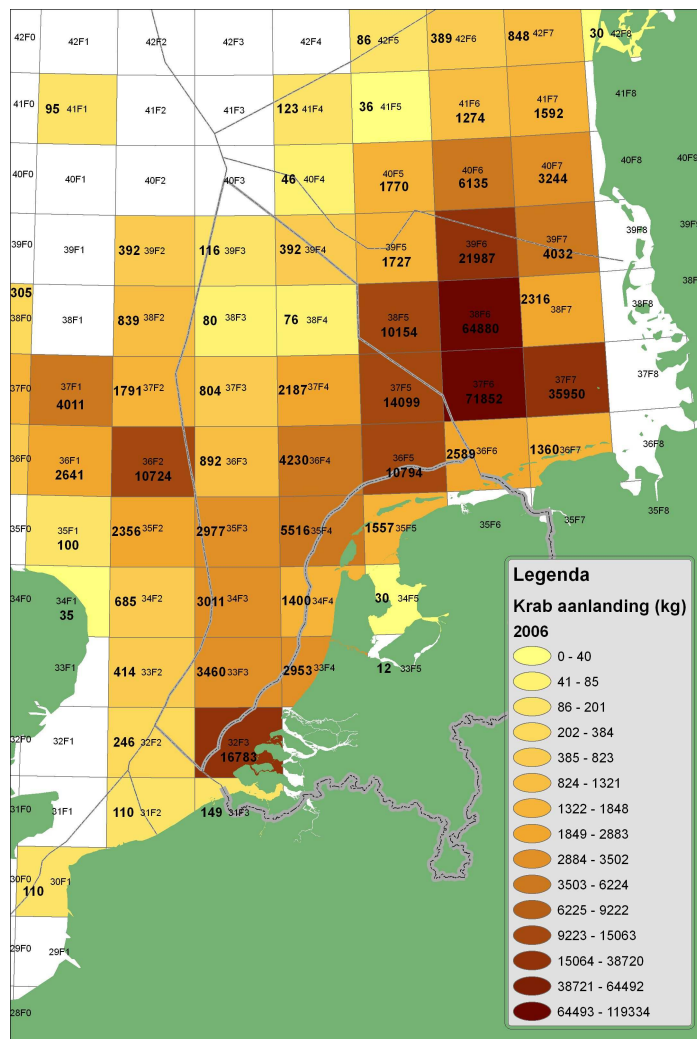 42F0 42F1 42F2 42F3 42F4 86 42F5 389 42F6 848 42F7 30 42F8
41F0 95 41F1 41F2 41F3 123 41F4 36 41F5 41F6 1274 41F7 1592 41F8
40F0 40F1 40F2 40F3 46 40F4 40F5 1770 40F6 6135 40F7 3244 40F8 40F9
39F0 39F1 392 39F2 116 39F3 392 39F4 39F5 1727 39F6 21987 39F7 4032 39F8 39F9
305 38F0 38F1 839 38F2 80 38F3 76 38F4 38F5 10154 38F6 64880 2316 38F7 38F8
37F0 37F1 4011 1791 37F2 804 37F3 2187 37F4 37F5 14099 37F6 71852 37F7 35950 37F8
36F0 36F1 2641 36F2 10724 892 36F3 4230 36F4 36F5 10794 2589 36F6 1360 36F7 36F8
35F0 35F1 100 2356 35F2 2977 35F3 5516 35F4 1557 35F5 35F6 35F7 35F8
34F0 34F1 35 685 34F2 3011 34F3 1400 34F4 30 34F5
33F1 414 33F2 3460 33F3 2953 33F4 12 33F5
32F0 32F1 246 32F2 32F3 16783
31F0 31F1 110 31F2 149 31F3
30F0 110 30F1
29F0 29F1
28F0
Legenda
Krab aanlanding (kg)
2006
0 - 40
41 - 85
86 - 201
202 - 384
385 - 823
824 - 1321
1322 - 1848
1849 - 2883
2884 - 3502
3503 - 6224
6225 - 9222
9223 - 15063
15064 - 38720
38721 - 64492
64493 - 119334